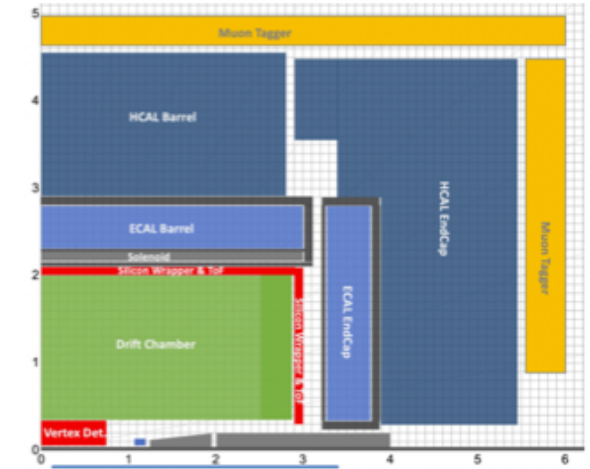 5
Muon Tagger
4
HCAL Barrel
3
HCAL EndCap
ECAL Barrel
Solenoid
Muon Tagger
2
Silicon Wrapper & ToF
Silicon Wrapper & ToF
ECAL EndCap
Drift Chamber
1
Vertex Det.
0
0 1 2 3 4 5 6